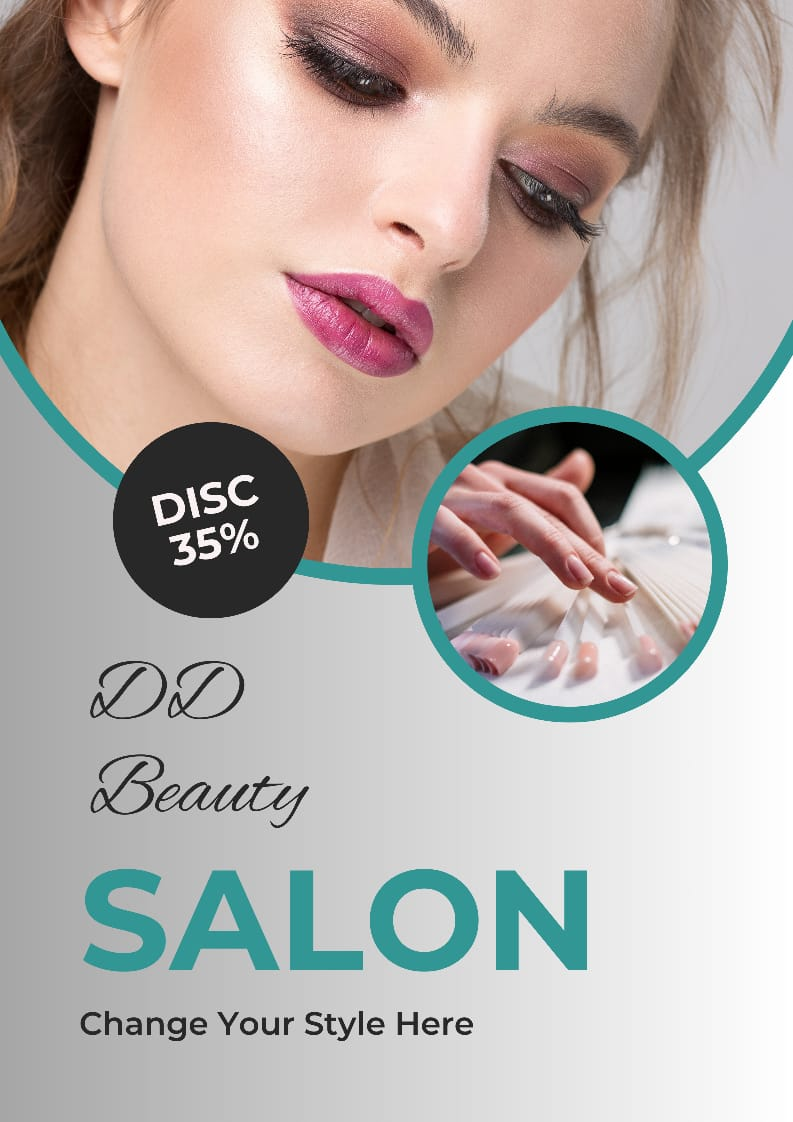 DISC
35%
DD
Beauty
SALON
Change Your Style Here